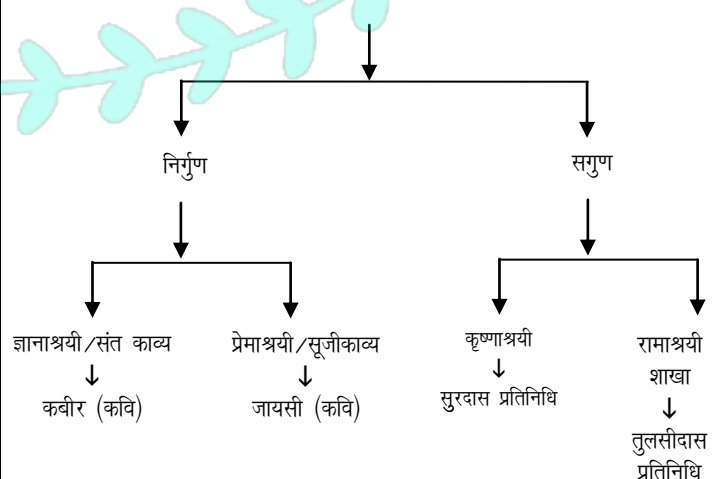 निर्गुण
सगुण
ज्ञानाश्रयी/संत काव्य
प्रेमाश्रयी/सूजीकाव्य
कृष्णाश्रयी
रामाश्रयी
शाखा
कबीर (कवि)
जायसी (कवि)
सुरदास प्रतिनिधि
तुलसीदास
प्रतिनिधि